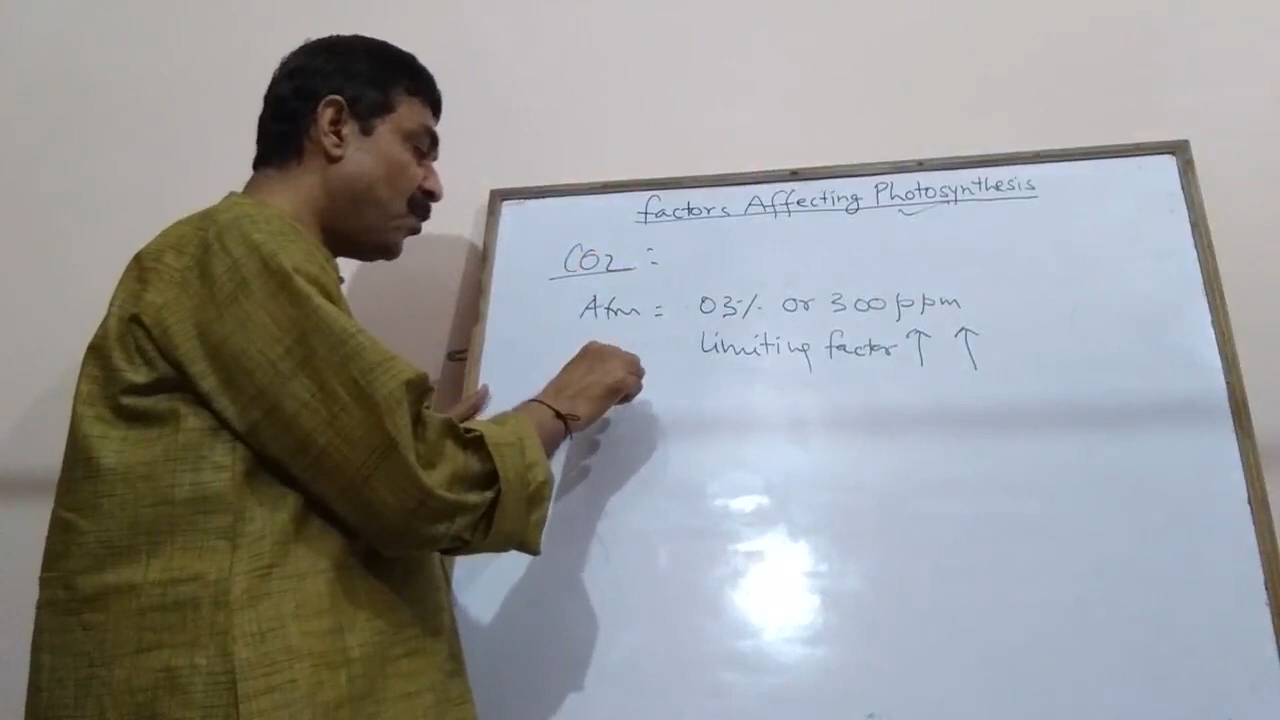 factors Affecting Photosynthesis
CO2 :
Atm = 03% or 300 ppm
Limiting factor ↑ ↑